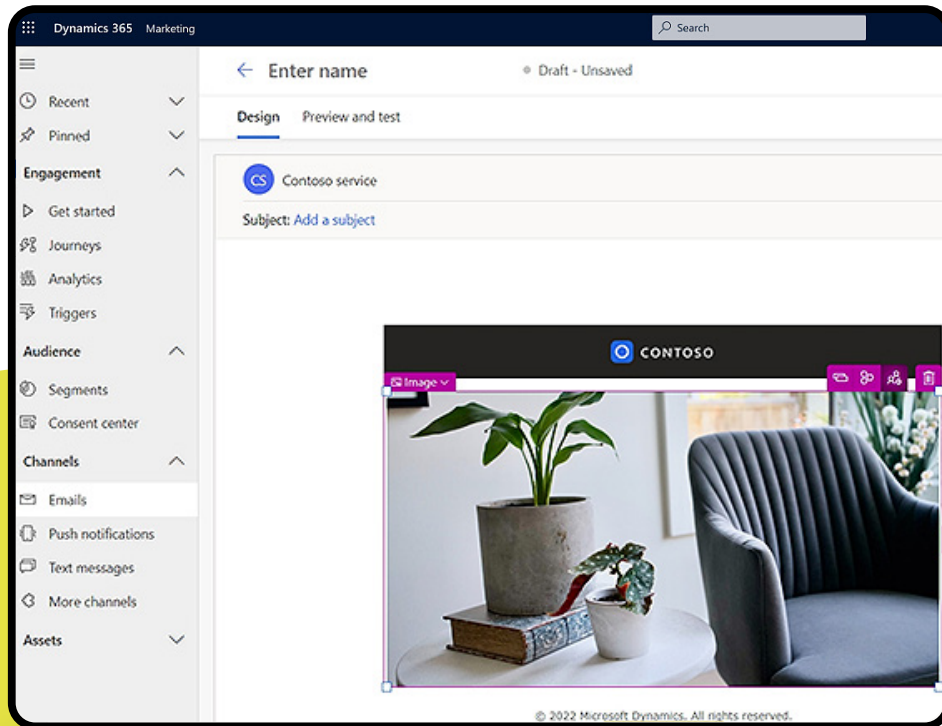 Dynamics 365 Marketing
Search
Enter name
Draft - Unsaved
Recent
Pinned
Engagement
Get started
Journeys
Analytics
Triggers
Audience
Segments
Consent center
Channels
Emails
Push notifications
Text messages
More channels
Assets
Design Preview and test
CS Contoso service
Subject: Add a subject
CONTOSO
Image
© 2022 Microsoft Dynamics. All rights reserved.